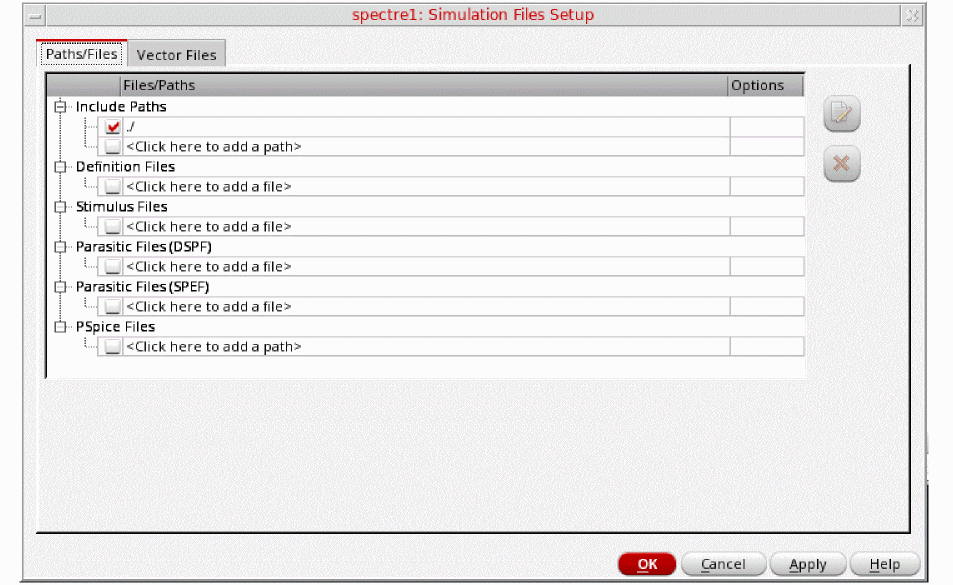 spectre1: Simulation Files Setup
Paths/Files Vector Files
Files/Paths Options
Include Paths
./
<Click here to add a path>
Definition Files
<Click here to add a file>
Stimulus Files
<Click here to add a file>
Parasitic Files (DSPF)
<Click here to add a file>
Parasitic Files (SPEF)
<Click here to add a file>
PSpice Files
<Click here to add a path>
OK Cancel Apply Help